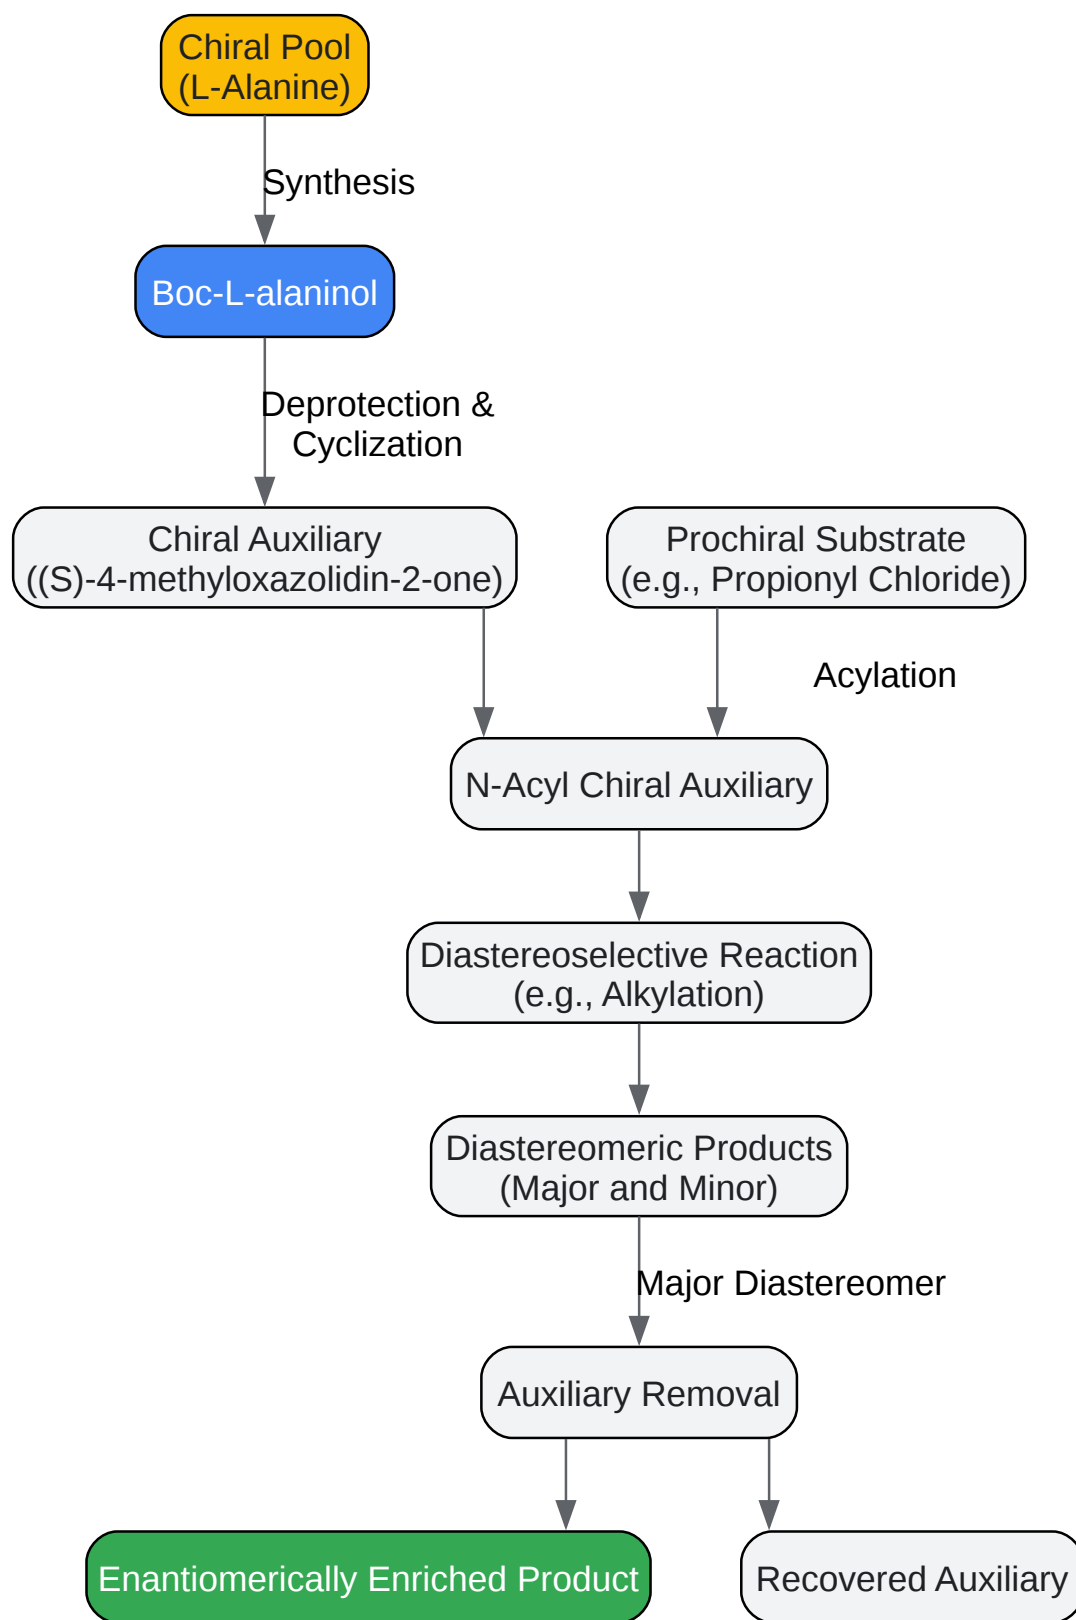 Chiral Pool
(L-Alanine)
Synthesis
Boc-L-alaninol
Deprotection &
Cyclization
Chiral Auxiliary
((S)-4-methyloxazolidin-2-one)
Prochiral Substrate
(e.g., Propionyl Chloride)
Acylation
N-Acyl Chiral Auxiliary
Diastereoselective Reaction
(e.g., Alkylation)
Diastereomeric Products
(Major and Minor)
Major Diastereomer
Auxiliary Removal
Enantiomerically Enriched Product
Recovered Auxiliary